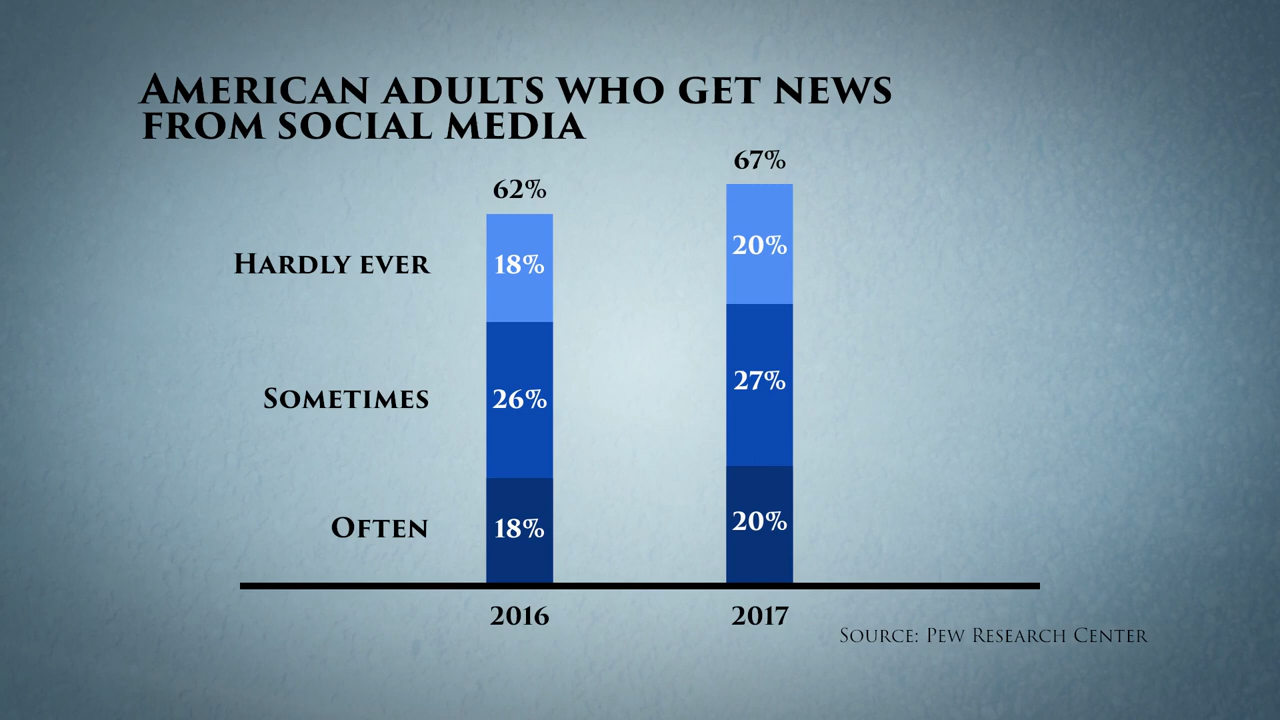 AMERICAN ADULTS WHO GET NEWS
FROM SOCIAL MEDIA
62%
67%
HARDLY EVER
18%
20%
SOMETIMES
26%
27%
OFTEN
18%
20%
2016
2017
SOURCE: PEW RESEARCH CENTER